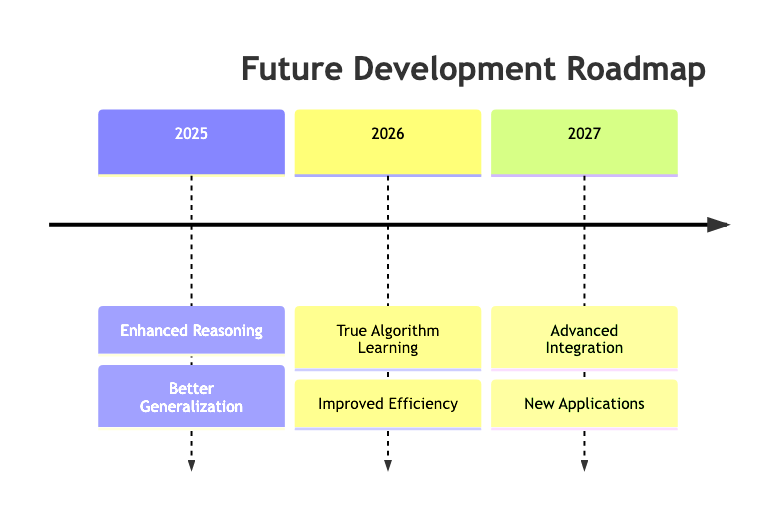 Future Development Roadmap
2025
2026
2027
Enhanced Reasoning
Better
Generalization
True Algorithm
Learning
Improved Efficiency
Advanced
Integration
New Applications